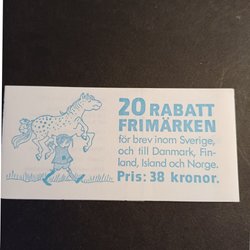 20 RABATT
FRIMÄRKEN
för brev inom Sverige,
och till Danmark, Fin-
land, Island och Norge.
Pris: 38 kronor.